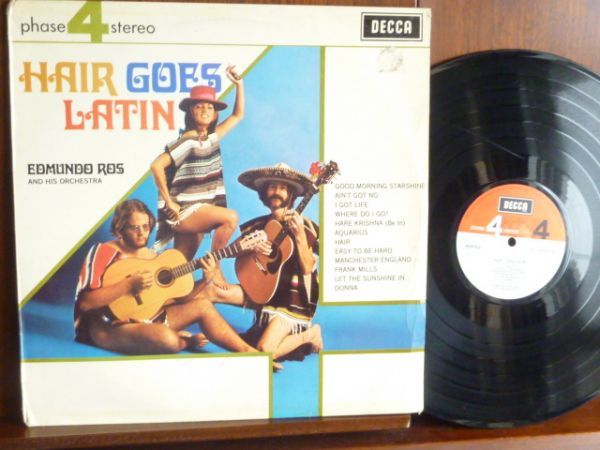 phase 4 stereo
DECCA
HAIR GOES
LATIN
EDMUNDO ROS
AND HIS ORCHESTRA
GOOD MORNING STARSHINE
AIN'T GOT NO
I GOT LIFE
WHERE DO I GO?
HARE KRISHNA (Be In)
AQUARIUS
HAIR
EASY TO BE HARD
MANCHESTER ENGLAND
FRANK MILLS
LET THE SUNSHINE IN
DONNA
DECCA
phase 4 stereo 4